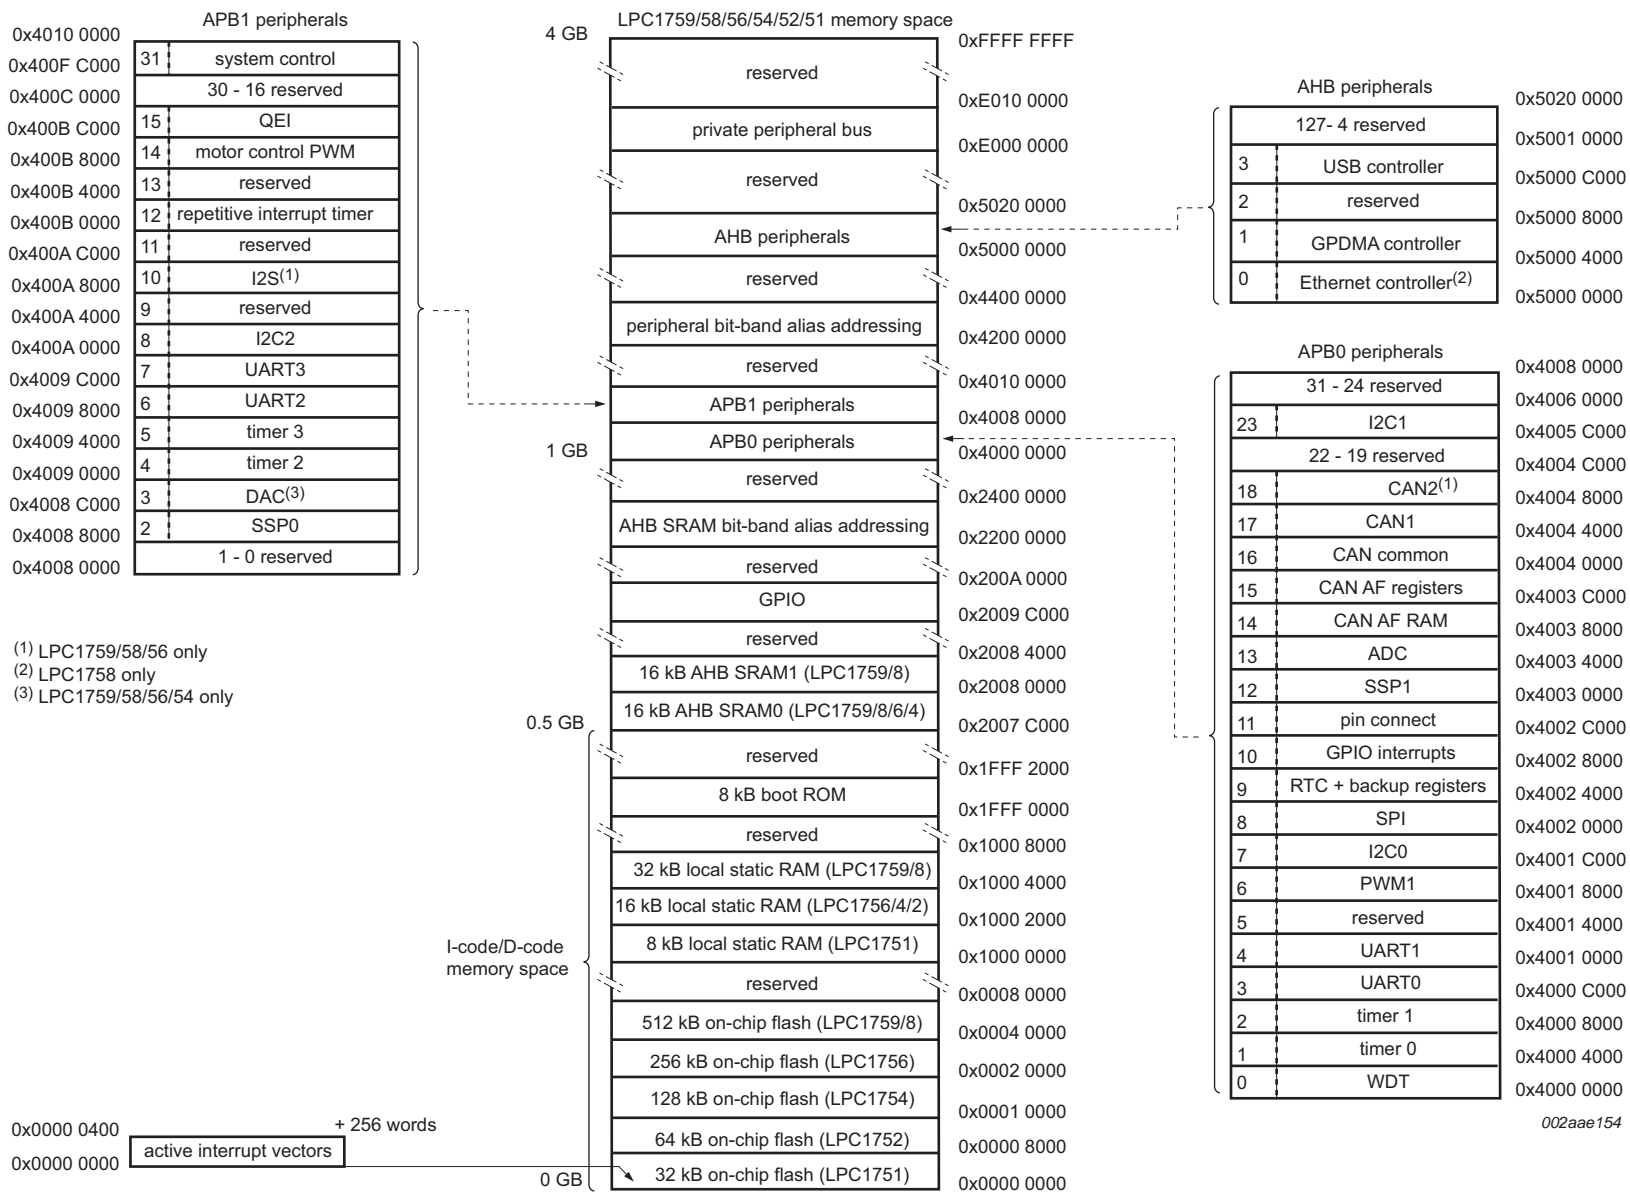 APB1 peripherals
0x4010 0000
31 system control
0x400F C000
30 - 16 reserved
0x400C 0000
15 QEI
0x400B C000
14 motor control PWM
0x400B 8000
13 reserved
0x400B 4000
12 repetitive interrupt timer
0x400B 0000
11 reserved
0x400A C000
10 I2S(1)
0x400A 8000
9 reserved
0x400A 4000
8 I2C2
0x400A 0000
7 UART3
0x4009 C000
6 UART2
0x4009 8000
5 timer 3
0x4009 4000
4 timer 2
0x4009 0000
3 DAC(3)
0x4008 C000
2 SSP0
0x4008 8000
1 - 0 reserved
0x4008 0000
(1) LPC1759/58/56 only
(2) LPC1758 only
(3) LPC1759/58/56/54 only
0x0000 0400
+ 256 words
active interrupt vectors
0x0000 0000
LPC1759/58/56/54/52/51 memory space
4 GB
0xFFFF FFFF
reserved
0xE010 0000
private peripheral bus
0xE000 0000
reserved
0x5020 0000
AHB peripherals
0x5000 0000
reserved
0x4400 0000
peripheral bit-band alias addressing
0x4200 0000
reserved
0x4010 0000
APB1 peripherals
0x4008 0000
APB0 peripherals
1 GB
0x4000 0000
reserved
0x2400 0000
AHB SRAM bit-band alias addressing
0x2200 0000
reserved
0x200A 0000
GPIO
0x2009 C000
reserved
0x2008 4000
16 kB AHB SRAM1 (LPC1759/8)
0x2008 0000
16 kB AHB SRAM0 (LPC1759/8/6/4)
0.5 GB
0x2007 C000
reserved
0x1FFF 2000
8 kB boot ROM
0x1FFF 0000
reserved
0x1000 8000
32 kB local static RAM (LPC1759/8)
0x1000 4000
16 kB local static RAM (LPC1756/4/2)
0x1000 2000
8 kB local static RAM (LPC1751)
0x1000 0000
I-code/D-code
memory space
reserved
0x0008 0000
512 kB on-chip flash (LPC1759/8)
0x0004 0000
256 kB on-chip flash (LPC1756)
0x0002 0000
128 kB on-chip flash (LPC1754)
0x0001 0000
64 kB on-chip flash (LPC1752)
0x0000 8000
32 kB on-chip flash (LPC1751)
0 GB
0x0000 0000
AHB peripherals
0x5020 0000
127- 4 reserved
0x5001 0000
3 USB controller
0x5000 C000
2 reserved
0x5000 8000
1 GPDMA controller
0x5000 4000
0 Ethernet controller(2)
0x5000 0000
APB0 peripherals
0x4008 0000
31 - 24 reserved
0x4006 0000
23 I2C1
0x4005 C000
22 - 19 reserved
0x4004 C000
18 CAN2(1)
0x4004 8000
17 CAN1
0x4004 4000
16 CAN common
0x4004 0000
15 CAN AF registers
0x4003 C000
14 CAN AF RAM
0x4003 8000
13 ADC
0x4003 4000
12 SSP1
0x4003 0000
11 pin connect
0x4002 C000
10 GPIO interrupts
0x4002 8000
9 RTC + backup registers
0x4002 4000
8 SPI
0x4002 0000
7 I2C0
0x4001 C000
6 PWM1
0x4001 8000
5 reserved
0x4001 4000
4 UART1
0x4001 0000
3 UART0
0x4000 C000
2 timer 1
0x4000 8000
1 timer 0
0x4000 4000
0 WDT
0x4000 0000
002aae154